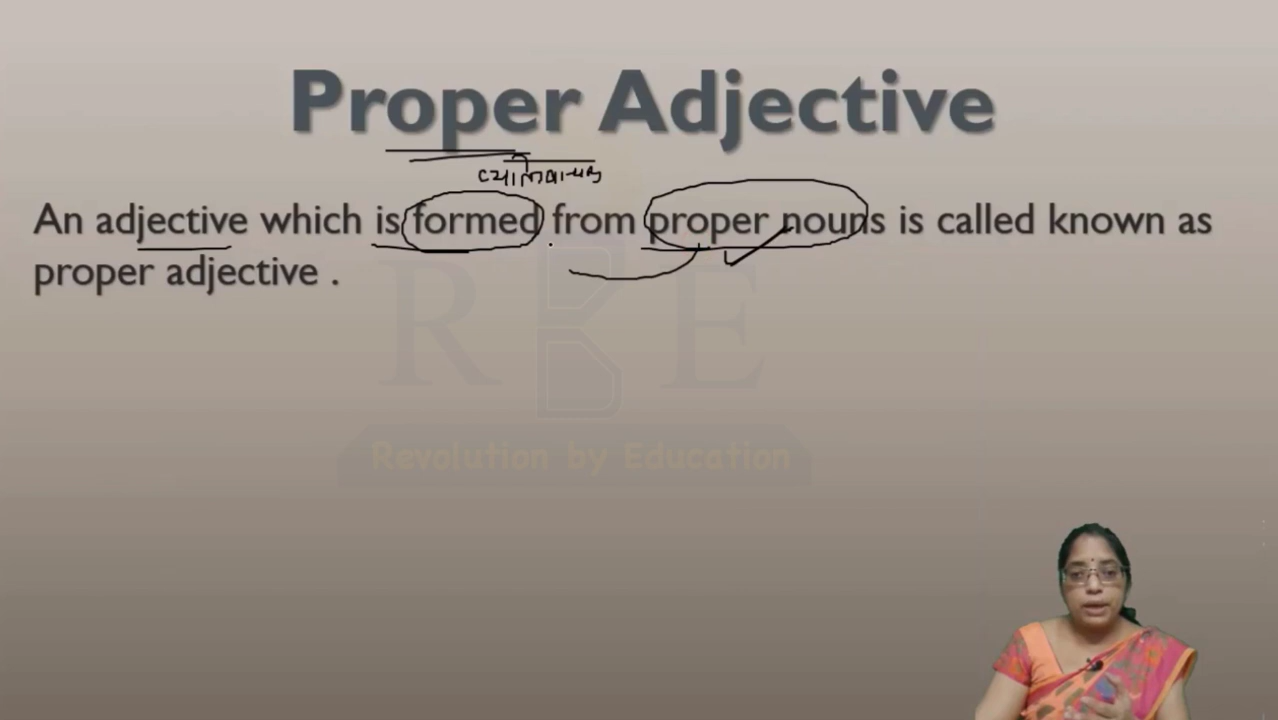 Proper Adjective
An adjective which is formed from proper nouns is called known as
proper adjective .
RBE
Revolution by Education